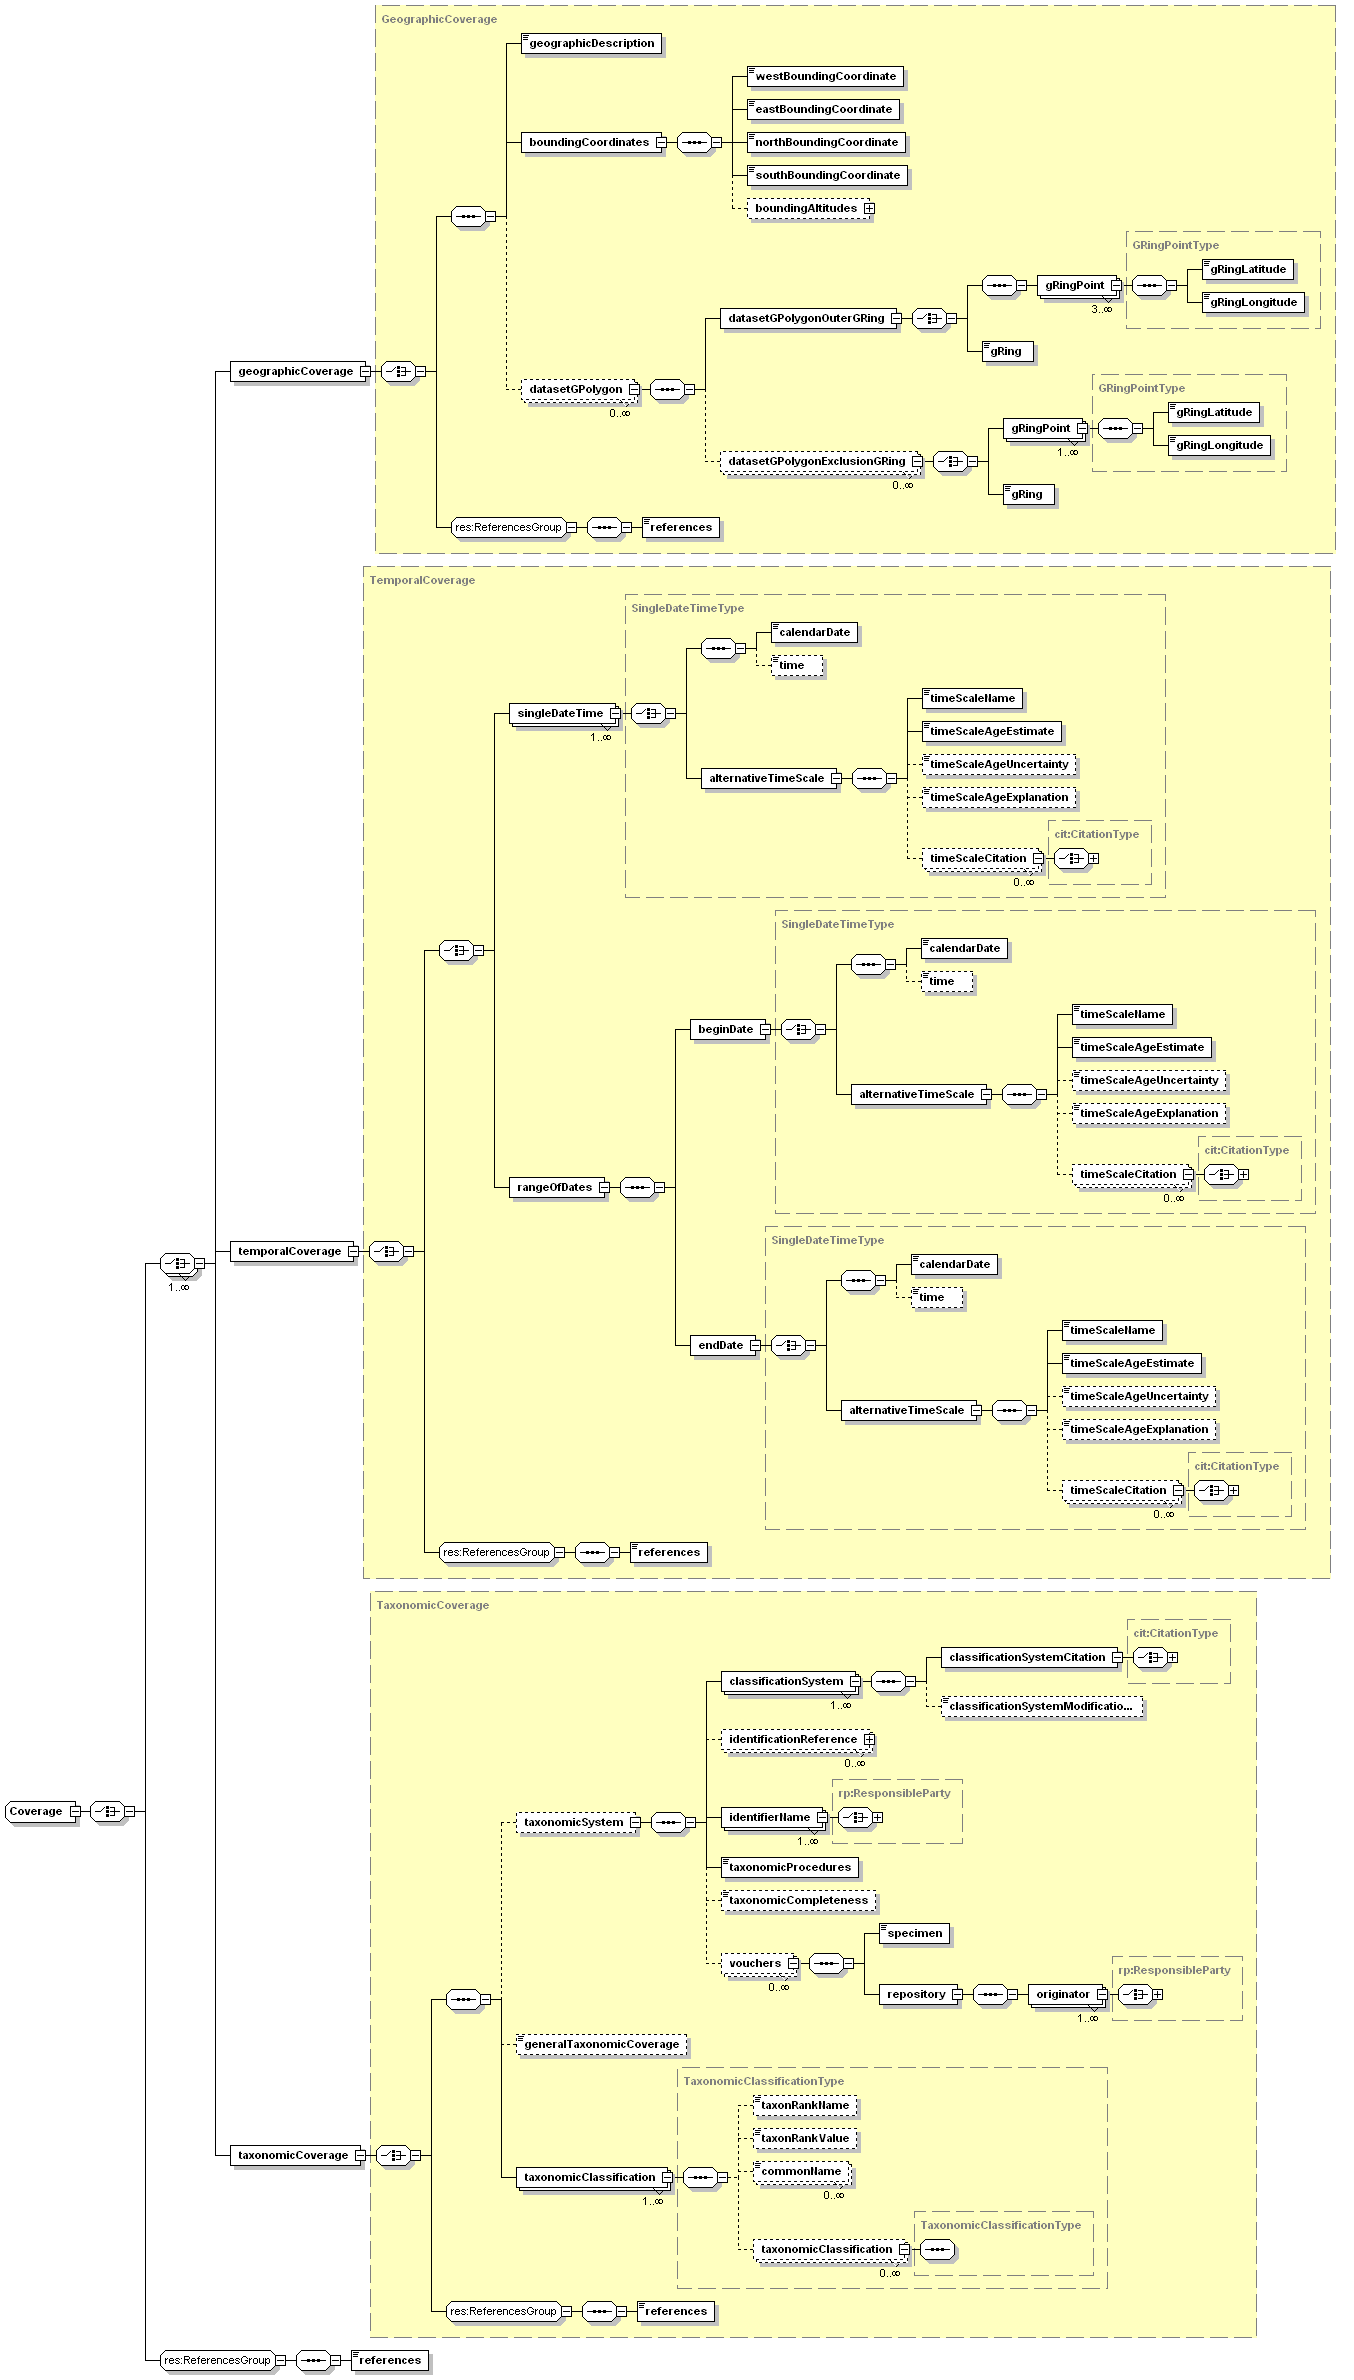 GeographicCoverage
geographicDescription
westBoundingCoordinate
eastBoundingCoordinate
boundingCoordinates
northBoundingCoordinate
southBoundingCoordinate
boundingAltitudes
GRingPointType
gRingLatitude
gRingPoint
3..∞
gRingLongitude
datasetGPolygonOuterGRing
gRing
geographicCoverage
datasetGPolygon
0..∞
GRingPointType
gRingLatitude
gRingPoint
1..∞
gRingLongitude
datasetGPolygonExclusionGRing
0..∞
gRing
res:ReferencesGroup
references
TemporalCoverage
SingleDateTimeType
calendarDate
time
timeScaleName
singleDateTime
1..∞
timeScaleAgeEstimate
timeScaleAgeUncertainty
alternativeTimeScale
timeScaleAgeExplanation
cit:CitationType
timeScaleCitation
0..∞
SingleDateTimeType
calendarDate
time
timeScaleName
beginDate
timeScaleAgeEstimate
timeScaleAgeUncertainty
alternativeTimeScale
timeScaleAgeExplanation
cit:CitationType
timeScaleCitation
0..∞
rangeOfDates
SingleDateTimeType
temporalCoverage
calendarDate
1..∞
time
timeScaleName
endDate
timeScaleAgeEstimate
timeScaleAgeUncertainty
alternativeTimeScale
timeScaleAgeExplanation
cit:CitationType
timeScaleCitation
0..∞
res:ReferencesGroup
references
TaxonomicCoverage
cit:CitationType
classificationSystemCitation
classificationSystem
1..∞
classificationSystemModificatio...
identificationReference
0..∞
rp:ResponsibleParty
Coverage
identifierName
1..∞
taxonomicSystem
taxonomicProcedures
taxonomicCompleteness
specimen
vouchers
0..∞
rp:ResponsibleParty
repository
originator
1..∞
generalTaxonomicCoverage
TaxonomicClassificationType
taxonRankName
taxonRankValue
taxonomicCoverage
commonName
0..∞
taxonomicClassification
1..∞
TaxonomicClassificationType
taxonomicClassification
0..∞
res:ReferencesGroup
references
res:ReferencesGroup
references